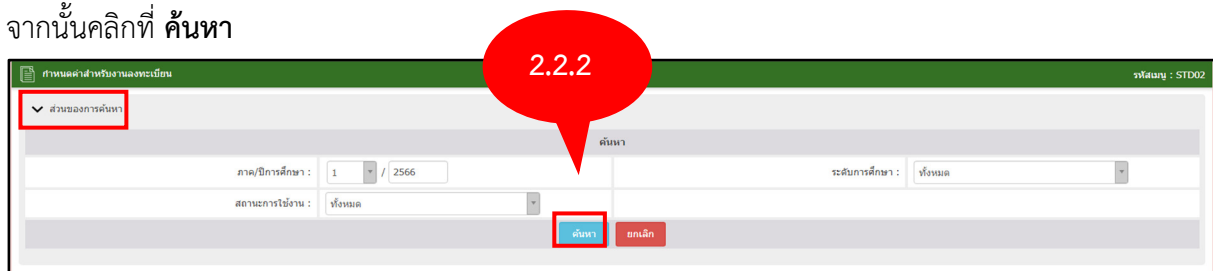 จากนั้นคลิกที่ ค้นหา
2.2.2
กำหนดค่าสำหรับงานลงทะเบียน รหัสเมนู : STD02
ส่วนของการค้นหา
ค้นหา
ภาค/ปีการศึกษา : 1 / 2566 ระดับการศึกษา : ทั้งหมด
สถานะการใช้งาน : ทั้งหมด
ค้นหา ยกเลิก